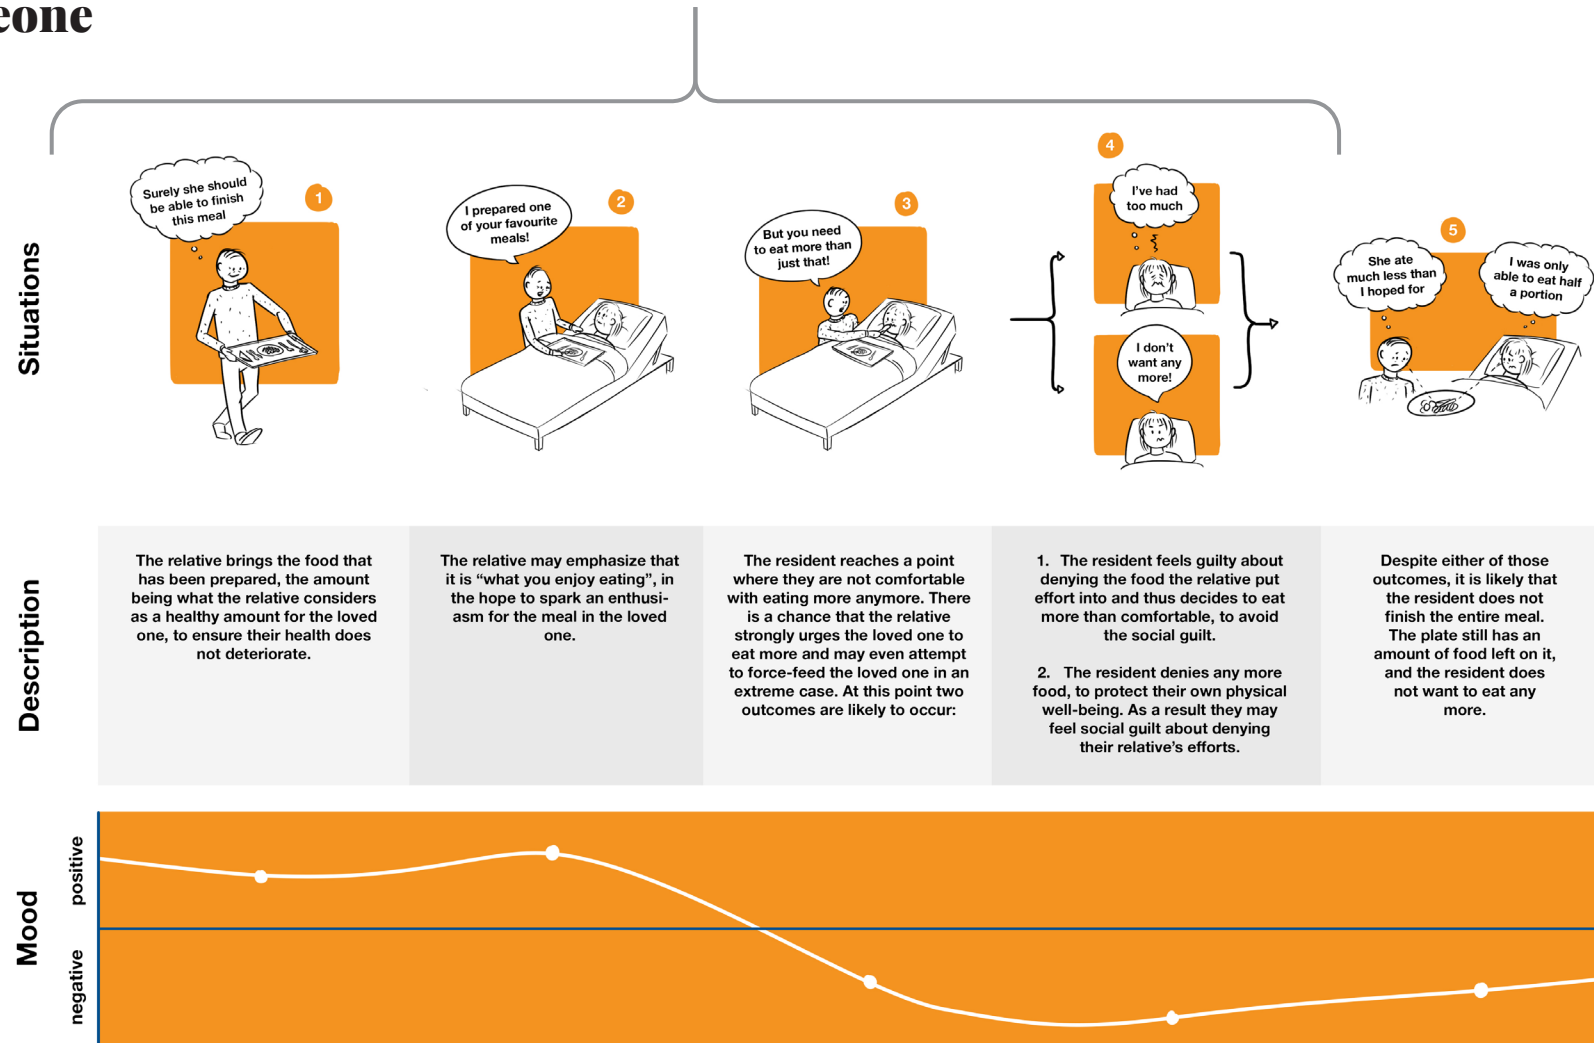 eone
Surely she should
be able to finish
this meal
1
I prepared one
of your favourite
meals!
2
But you need
to eat more than
just that!
3
4
I've had
too much
I don't
want any
more!
5
She ate
much less than
I hoped for
I was only
able to eat half
a portion
Situations
Description
The relative brings the food that
has been prepared, the amount
being what the relative considers
as a healthy amount for the loved
one, to ensure their health does
not deteriorate.
The relative may emphasize that
it is “what you enjoy eating”, in
the hope to spark an enthusi-
asm for the meal in the loved
one.
The resident reaches a point
where they are not comfortable
with eating more anymore. There
is a chance that the relative
strongly urges the loved one to
eat more and may even attempt
to force-feed the loved one in an
extreme case. At this point two
outcomes are likely to occur:
1. The resident feels guilty about
denying the food the relative put
effort into and thus decides to eat
more than comfortable, to avoid
the social guilt.
2. The resident denies any more
food, to protect their own physical
well-being. As a result they may
feel social guilt about denying
their relative's efforts.
Despite either of those
outcomes, it is likely that
the resident does not
finish the entire meal.
The plate still has an
amount of food left on it,
and the resident does
not want to eat any
more.
Mood
positive
negative